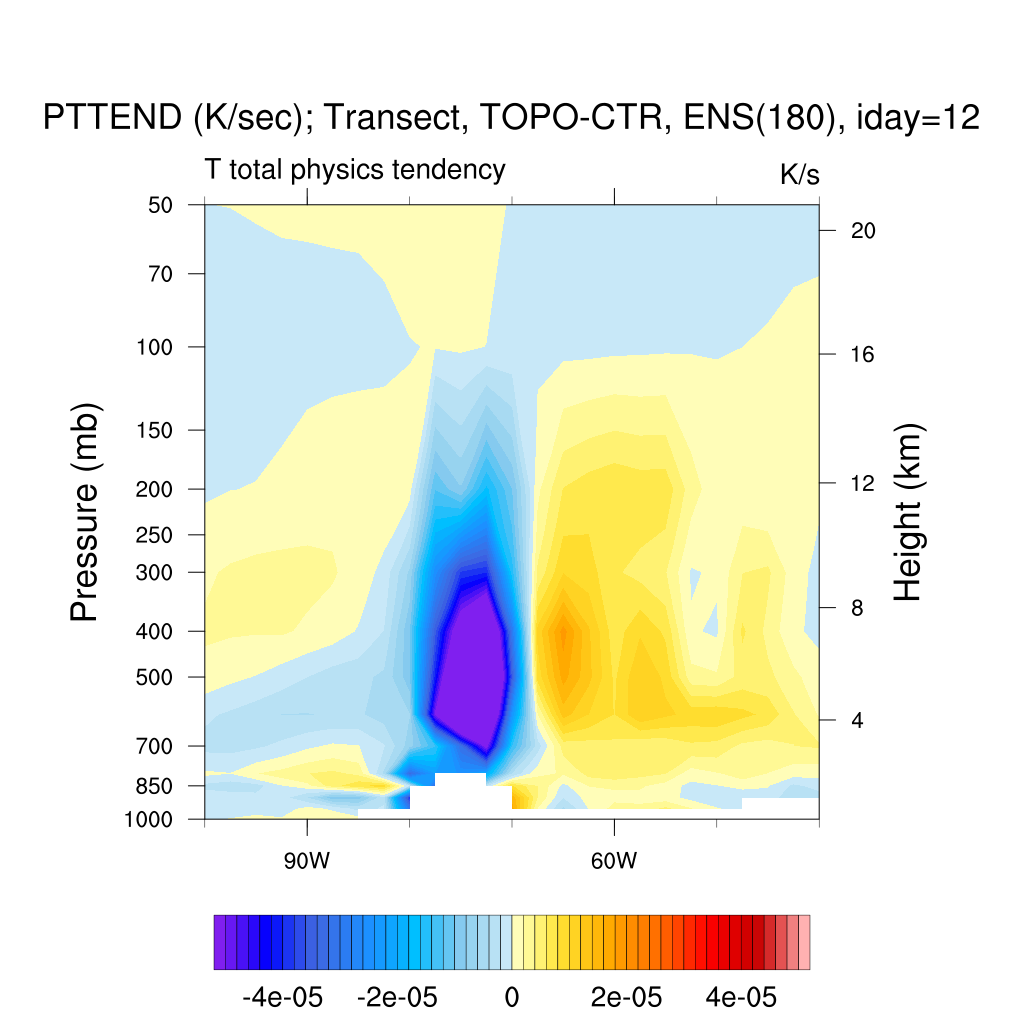 PTTEND (K/sec); Transect, TOPO-CTR, ENS(180), iday=12
T total physics tendency K/s
50
70
100
150
200
250
300
400
500
700
850
1000
Pressure (mb)
20
16
12
8
4
Height (km)
90W 60W
-4e-05 -2e-05 0 2e-05 4e-05